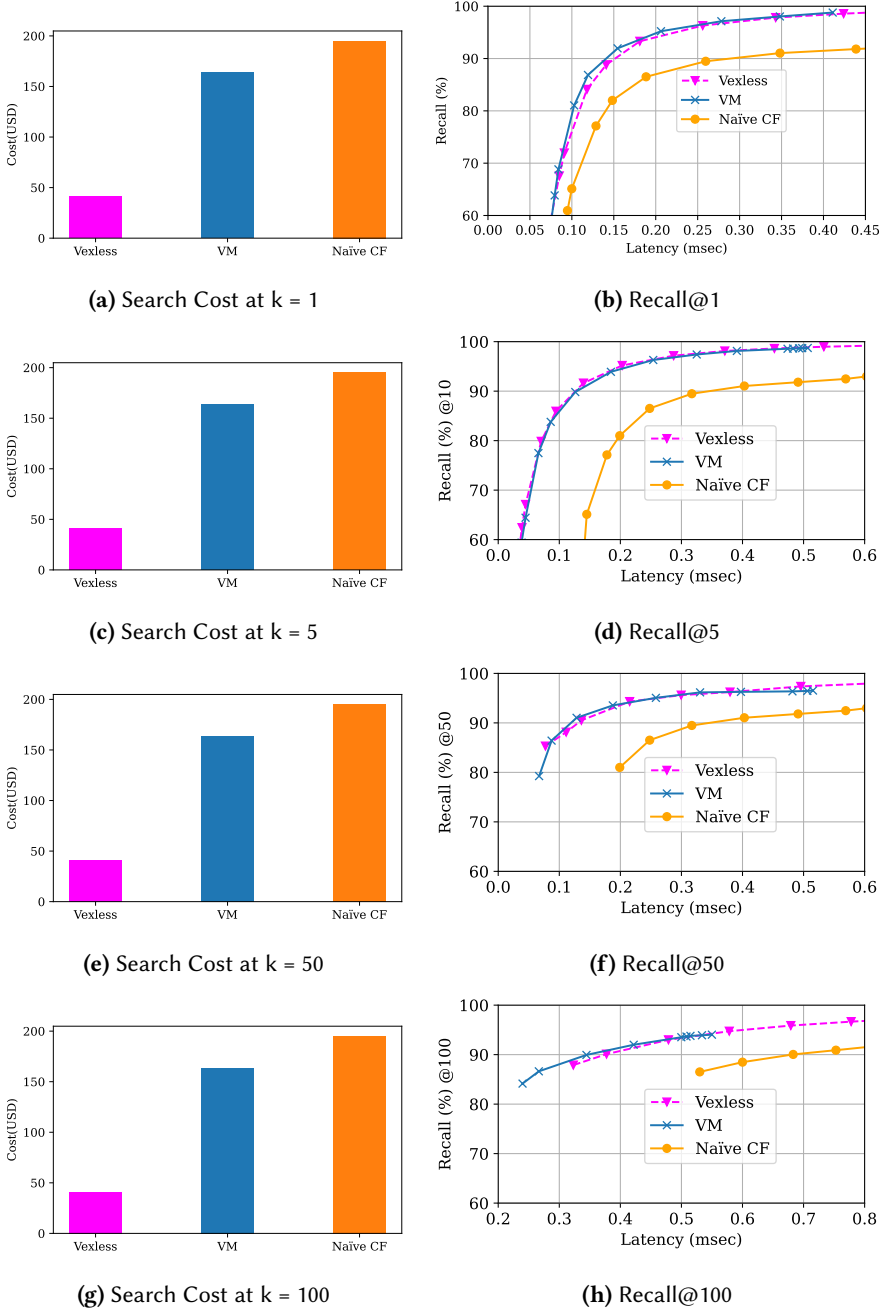 200
150
100
50
0
Cost(USD)
Vexless
VM
Naïve CF
(a) Search Cost at k = 1
100
90
80
70
60
Recall (%)
Vexless
VM
Naïve CF
0.00 0.05 0.10 0.15 0.20 0.25 0.30 0.35 0.40 0.45
Latency (msec)
(b) Recall@1
200
150
100
50
0
Cost(USD)
Vexless
VM
Naïve CF
(c) Search Cost at k = 5
100
90
80
70
60
Recall (%) @10
Vexless
VM
Naïve CF
0.0 0.1 0.2 0.3 0.4 0.5 0.6
Latency (msec)
(d) Recall@5
200
150
100
50
0
Cost(USD)
Vexless
VM
Naïve CF
(e) Search Cost at k = 50
100
90
80
70
60
Recall (%) @50
Vexless
VM
Naïve CF
0.0 0.1 0.2 0.3 0.4 0.5 0.6
Latency (msec)
(f) Recall@50
200
150
100
50
0
Cost(USD)
Vexless
VM
Naïve CF
(g) Search Cost at k = 100
100
90
80
70
60
Recall (%) @100
Vexless
VM
Naïve CF
0.2 0.3 0.4 0.5 0.6 0.7 0.8
Latency (msec)
(h) Recall@100